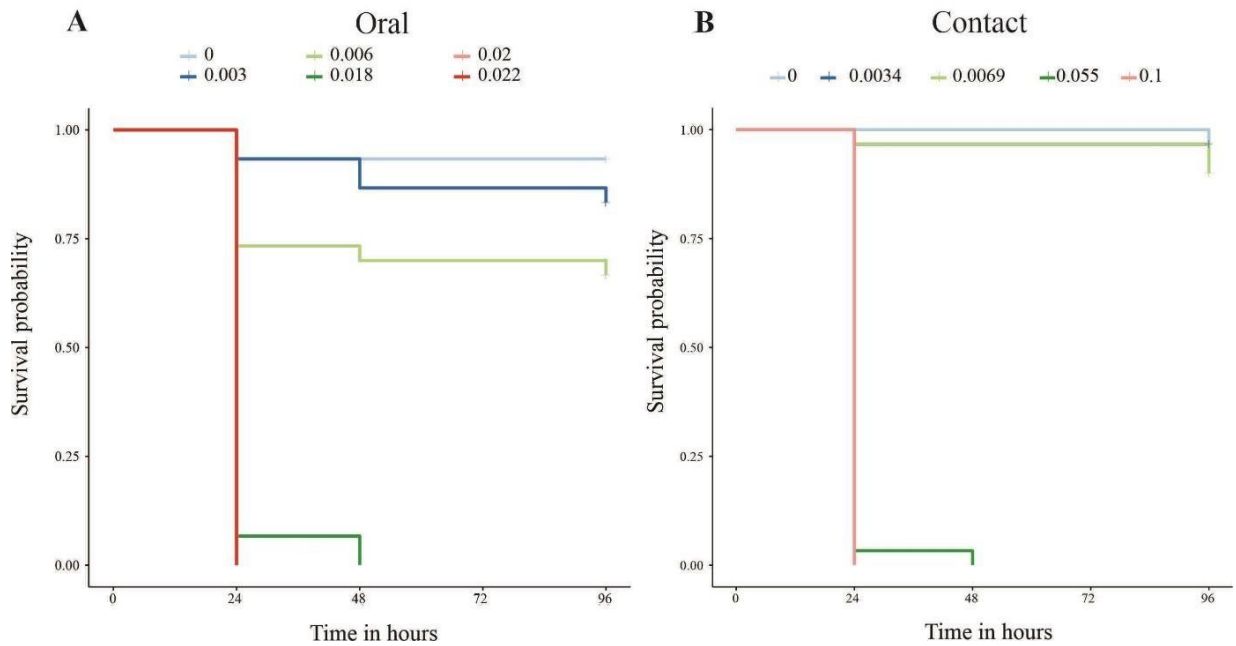 A Oral
0 0.006 0.02
0.003 0.018 0.022
1.00
0.75
0.50
0.25
0.00
Survival probability
0 24 48 72 96
Time in hours
B Contact
0 0.0034 0.0069 0.055 0.1
1.00
0.75
0.50
0.25
0.00
Survival probability
0 24 48 72 96
Time in hours